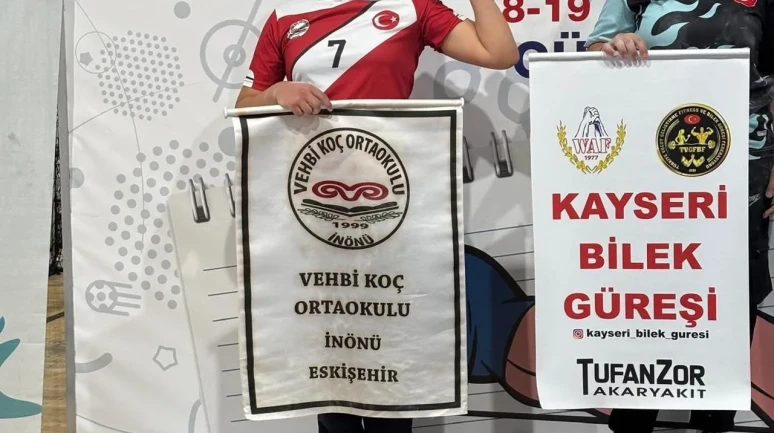 8-19
7
VEHBİ KOÇ ORTAOKULU
1999
İNÖNÜ
VEHBİ KOÇ
ORTAOKULU
İNÖNÜ
ESKİŞEHİR
WAF
1977
TVGFBF
KAYSERİ
BİLEK
GÜREŞİ
kayseri_bilek_guresi
TUFANZOR
AKARYAKIT